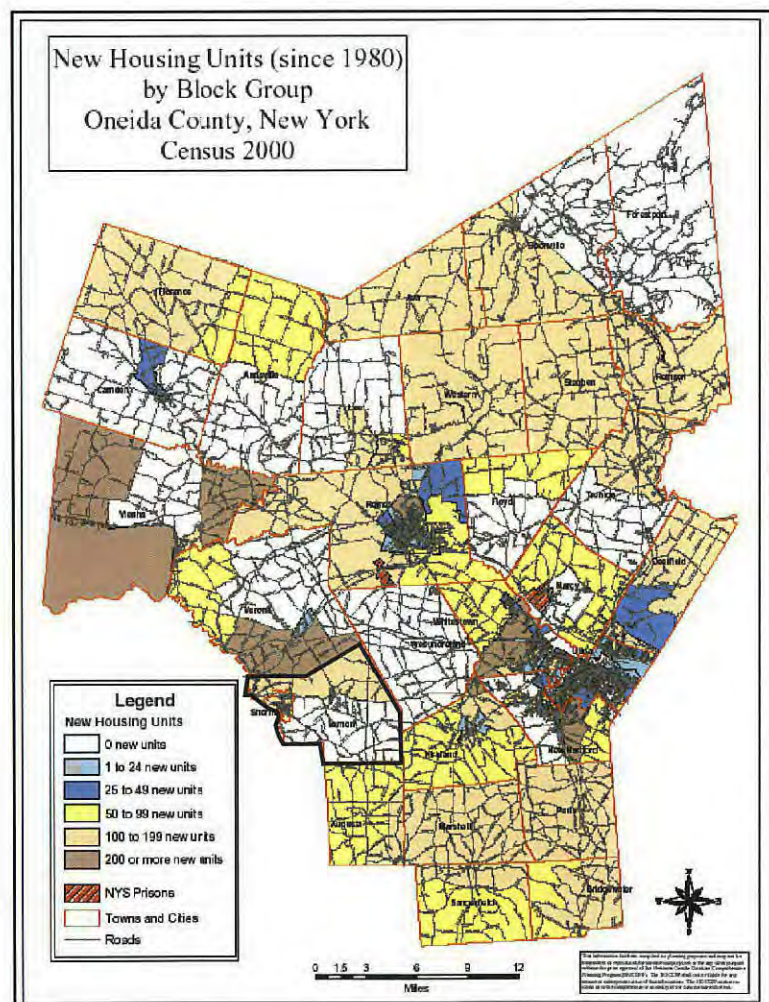 New Housing Units (since 1980)
by Block Group
Oneida County, New York
Census 2000
Forestport
Boonville
Florence
Ava
Camden
Annsville
Western
Steuben
Remsen
Lee
Vienna
Rome
Floyd
Trenton
Deerfield
Marcy
Verona
Whitestown
Westmoreland
Utica
Sherrill
Vernon
Kirkland
New Hartford
Augusta
Marshall
Paris
Sangerfield
Bridgewater
Legend
New Housing Units
0 new units
1 to 24 new units
25 to 49 new units
50 to 99 new units
100 to 199 new units
200 or more new units
NYS Prisons
Towns and Cities
Roads
N
W
E
S
0 1.5 3 6 9 12
Miles